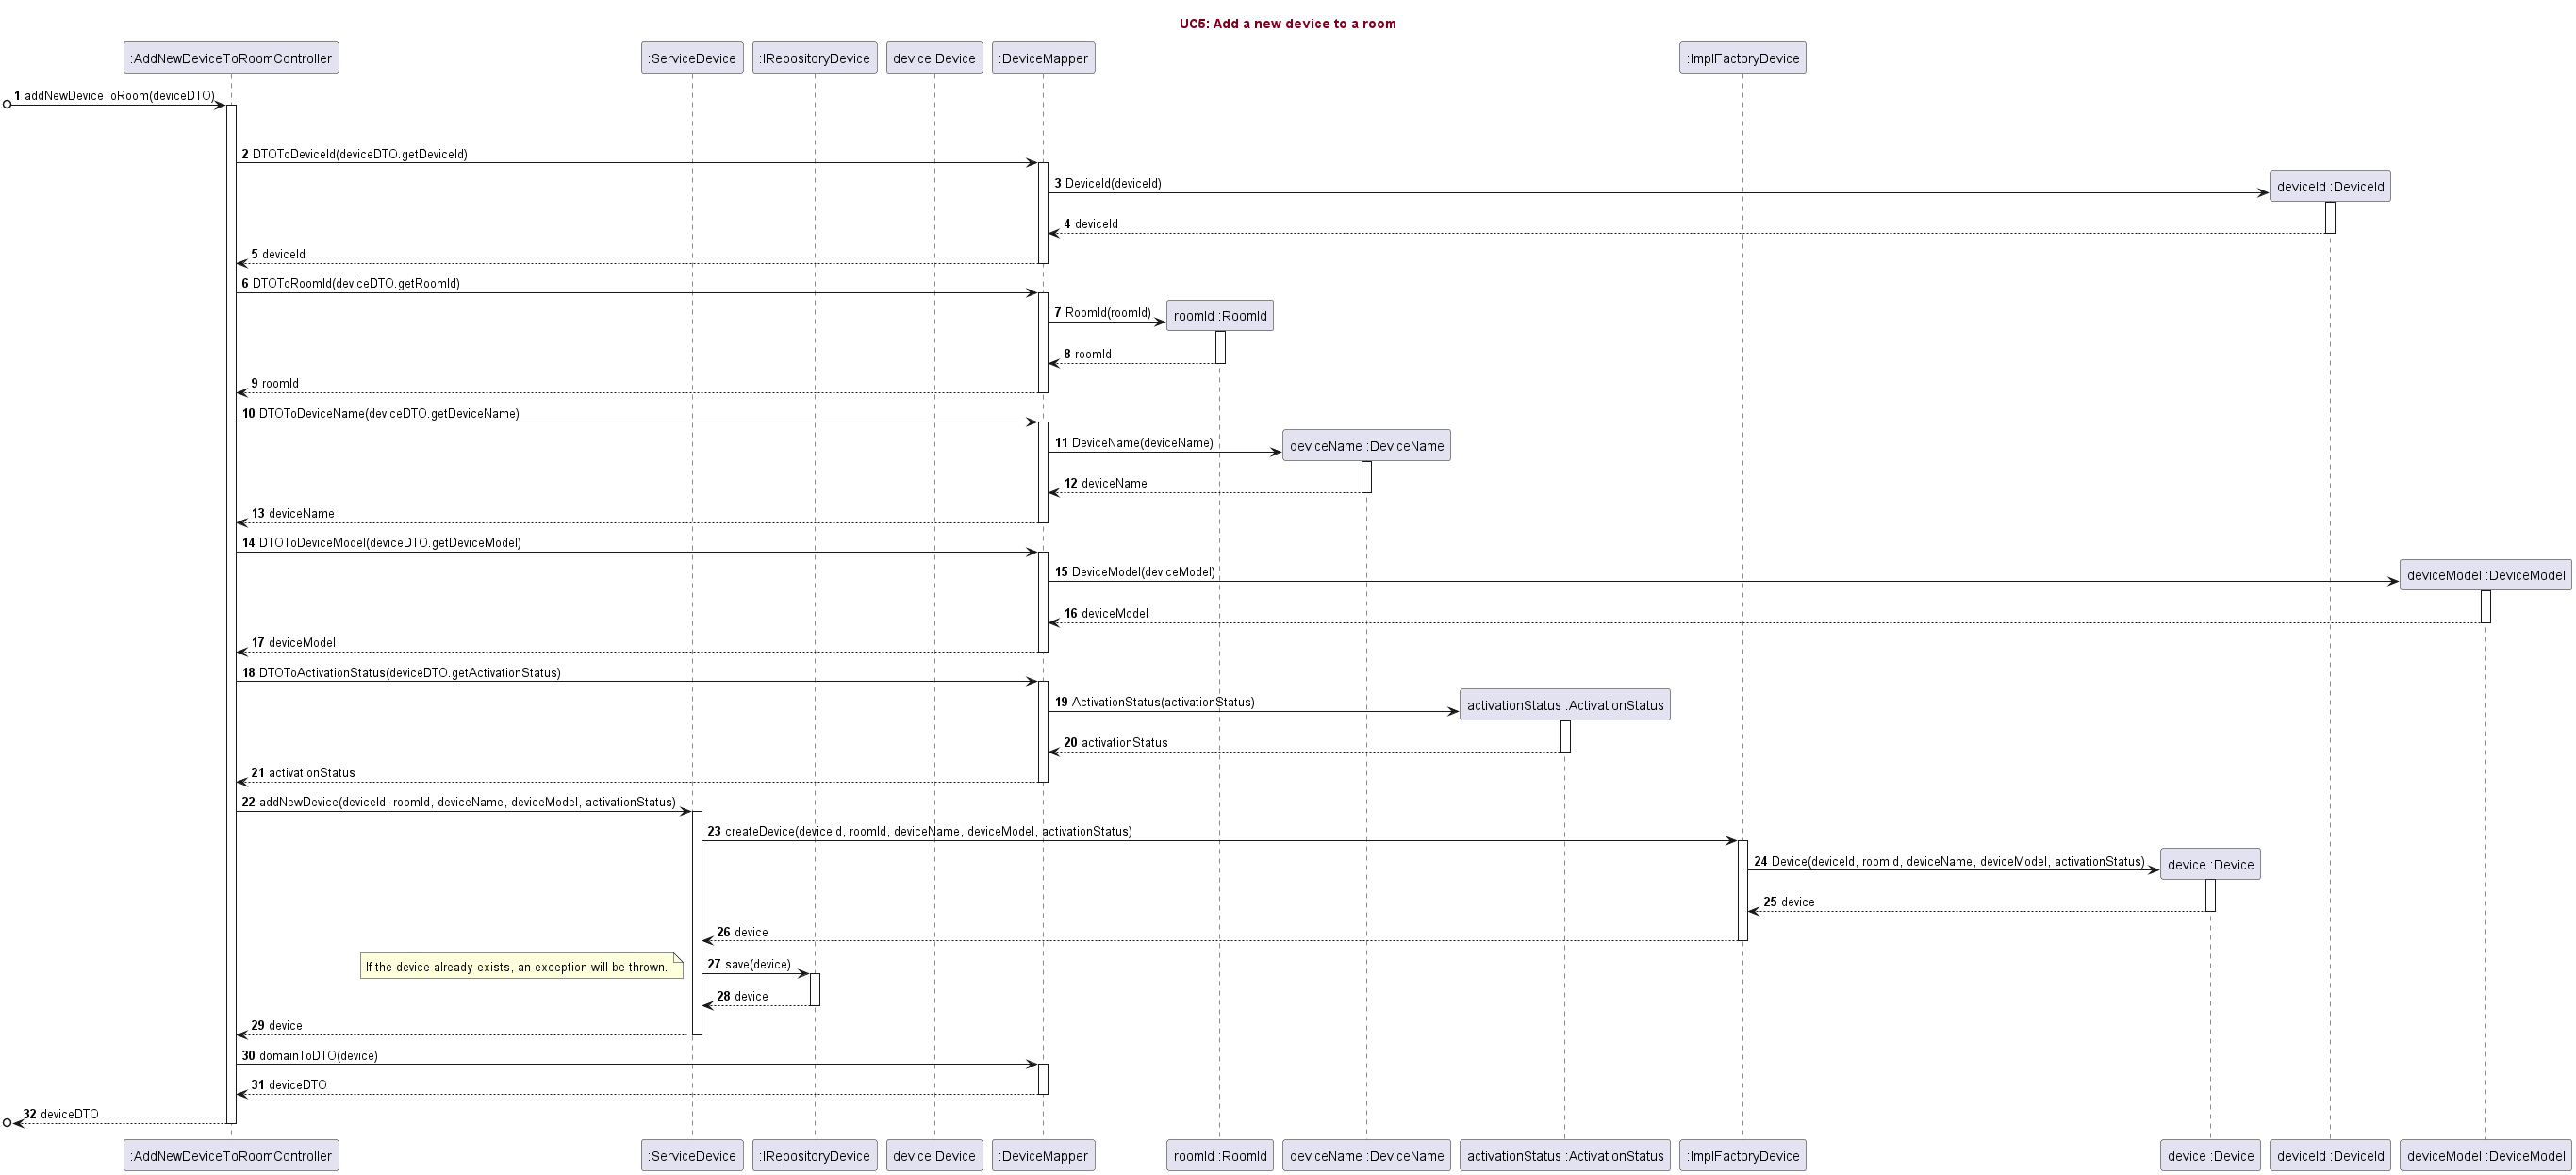 UC5: Add a new device to a room
:AddNewDeviceToRoomController
:ServiceDevice
:IRepositoryDevice
device:Device
:DeviceMapper
:ImplFactoryDevice
1 addNewDeviceToRoom(deviceDTO)
2 DTOToDeviceId(deviceDTO.getDeviceId)
3 DeviceId(deviceId)
deviceId :DeviceId
4 deviceId
5 deviceId
6 DTOToRoomId(deviceDTO.getRoomId)
7 RoomId(roomId)
roomId :RoomId
8 roomId
9 roomId
10 DTOToDeviceName(deviceDTO.getDeviceName)
11 DeviceName(deviceName)
deviceName :DeviceName
12 deviceName
13 deviceName
14 DTOToDeviceModel(deviceDTO.getDeviceModel)
15 DeviceModel(deviceModel)
deviceModel :DeviceModel
16 deviceModel
17 deviceModel
18 DTOToActivationStatus(deviceDTO.getActivationStatus)
19 ActivationStatus(activationStatus)
activationStatus :ActivationStatus
20 activationStatus
21 activationStatus
22 addNewDevice(deviceId, roomId, deviceName, deviceModel, activationStatus)
23 createDevice(deviceId, roomId, deviceName, deviceModel, activationStatus)
24 Device(deviceId, roomId, deviceName, deviceModel, activationStatus)
device :Device
25 device
26 device
If the device already exists, an exception will be thrown.
27 save(device)
28 device
29 device
30 domainToDTO(device)
31 deviceDTO
32 deviceDTO
:AddNewDeviceToRoomController
:ServiceDevice
:IRepositoryDevice
device:Device
:DeviceMapper
roomId :RoomId
deviceName :DeviceName
activationStatus :ActivationStatus
:ImplFactoryDevice
device :Device
deviceId :DeviceId
deviceModel :DeviceModel